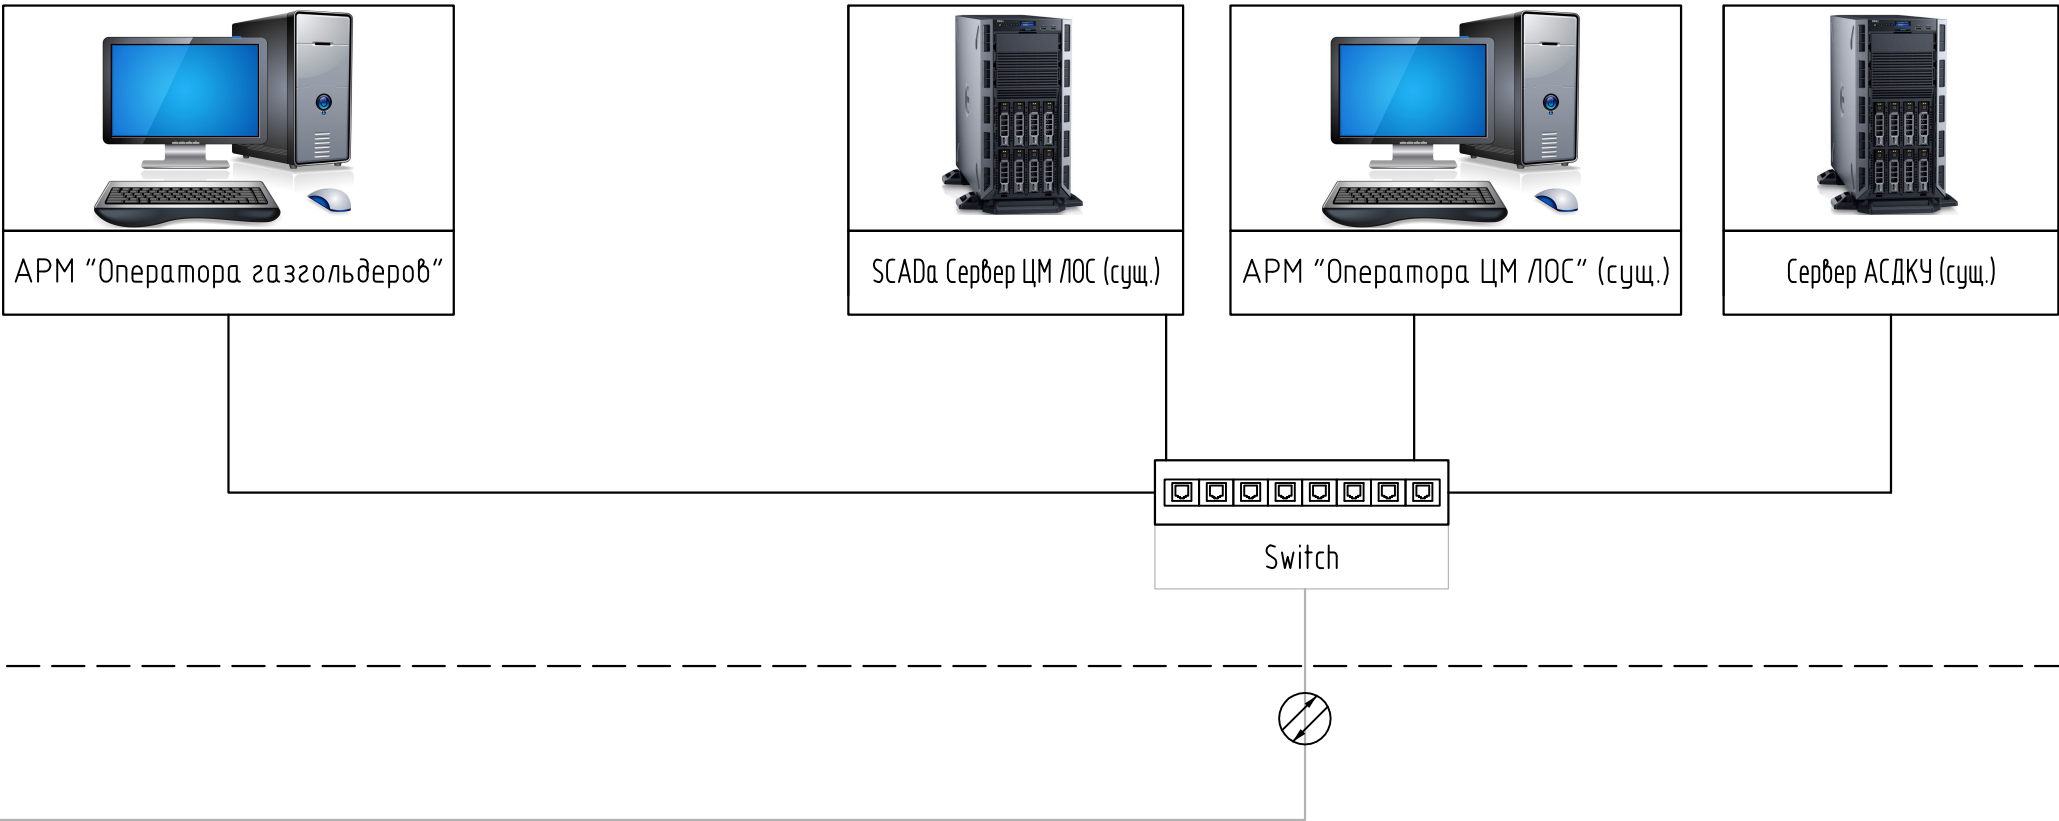 АРМ "Оператора газгольдеров"
SCADa Сервер ЦМ ЛОС (сущ.)
АРМ "Оператора ЦМ ЛОС" (сущ.)
Сервер АСДКУ (сущ.)
Switch